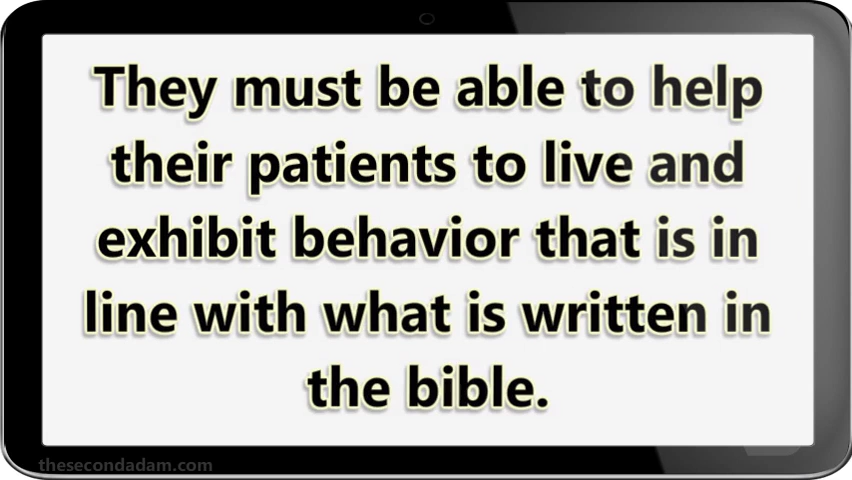 They must be able to help
their patients to live and
exhibit behavior that is in
line with what is written in
the bible.
thesecondadam.com